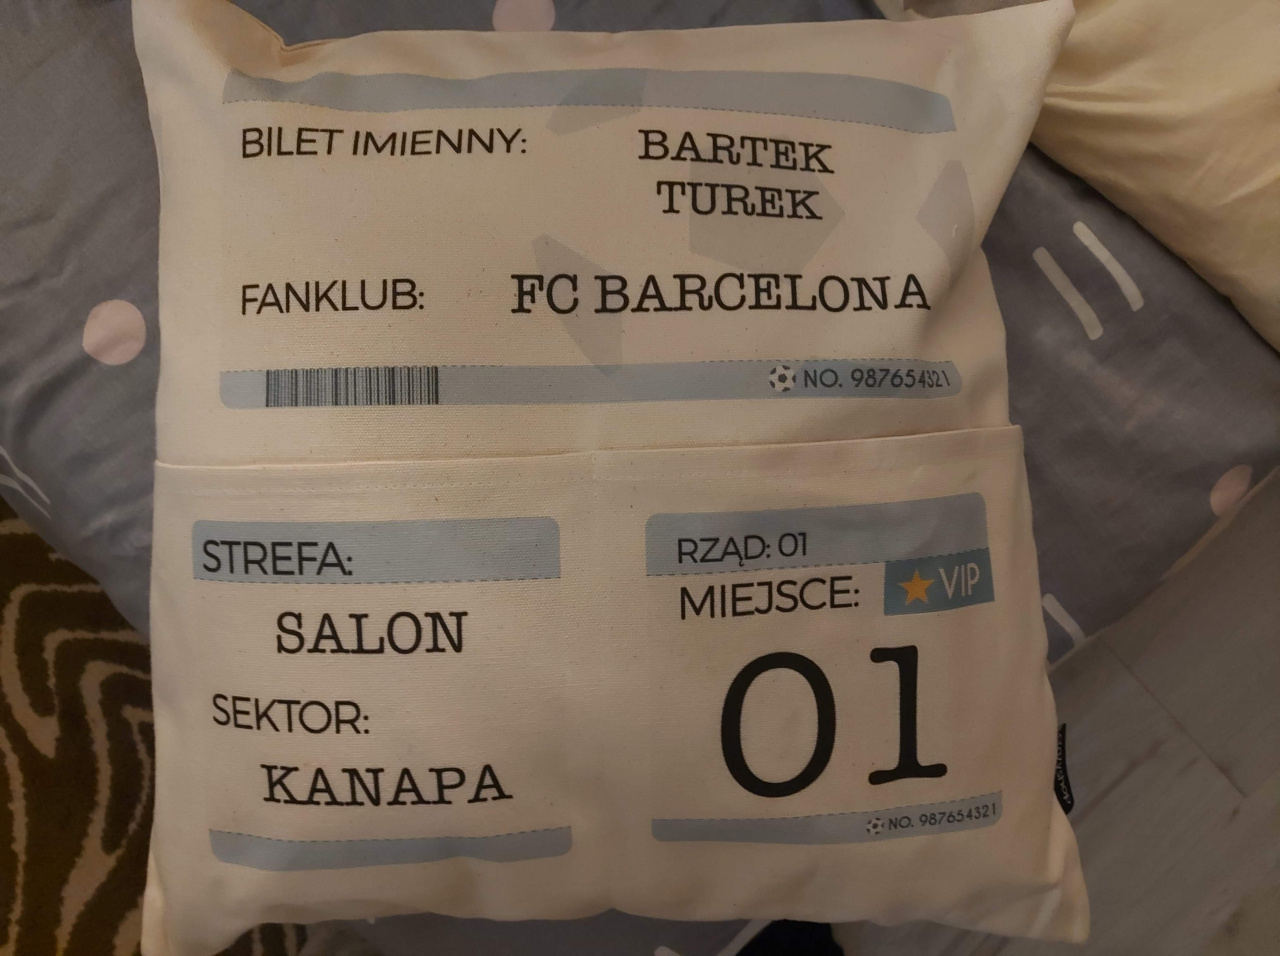 BILET IMIENNY: BARTEK
TUREK
FANKLUB: FC BARCELONA
NO. 987654321
STREFA:
SALON
SEKTOR:
KANAPA
RZĄD: 01
MIEJSCE: VIP
01
NO. 987654321